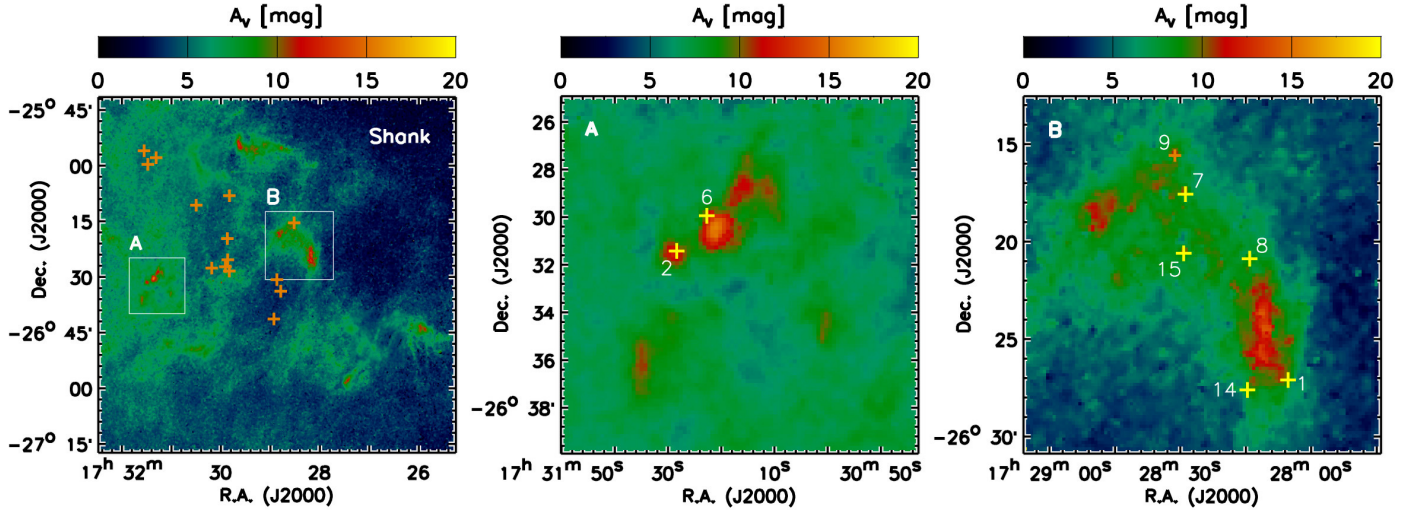 Aᵥ [mag]
0 5 10 15 20
Shank
A
B
-25° 45'
00
15
30
-26° 45'
00
-27° 15'
Dec. (J2000)
17ʰ 32ᵐ 30 28 26
R.A. (J2000)
Aᵥ [mag]
0 5 10 15 20
A
6
2
26
28
30
32
34
36
-26° 38'
Dec. (J2000)
17ʰ 31ᵐ 50ˢ 30ˢ 10ˢ 30ᵐ 50ˢ
R.A. (J2000)
Aᵥ [mag]
0 5 10 15 20
B
9
7
8
15
14
1
15
20
25
-26° 30'
Dec. (J2000)
17ʰ 29ᵐ 00ˢ 28ᵐ 30ˢ 28ᵐ 00ˢ
R.A. (J2000)